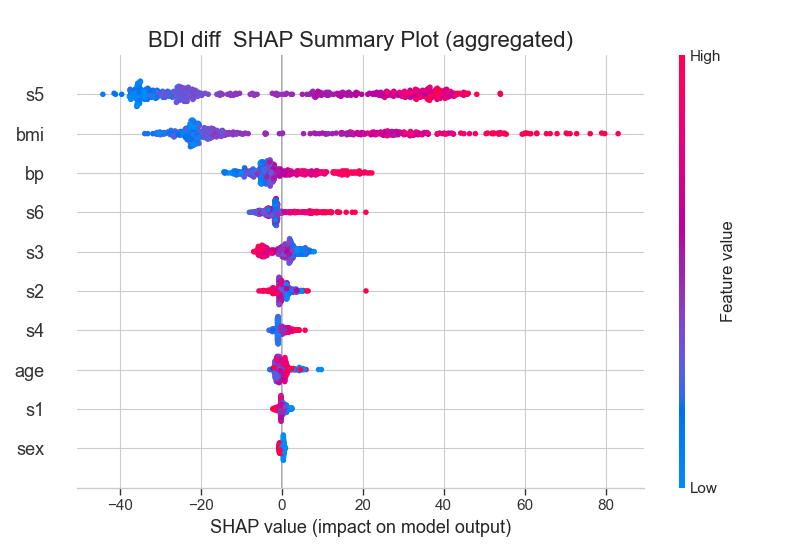 BDI diff  SHAP Summary Plot (aggregated)
High
s5
bmi
bp
s6
s3
s2
s4
age
s1
sex
Feature value
Low
−40 −20 0 20 40 60 80
SHAP value (impact on model output)